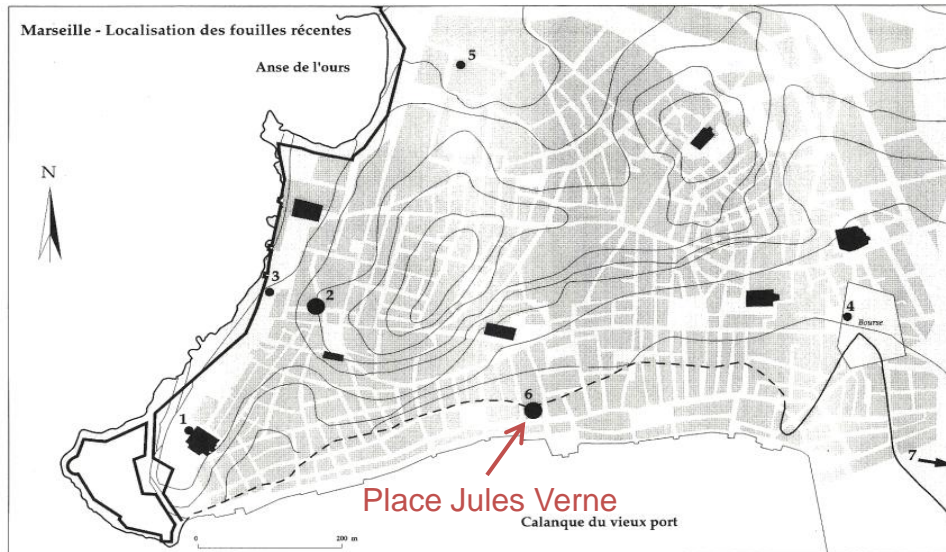 Marseille - Localisation des fouilles récentes
Anse de l'ours
5
N
3
2
4
Bourse
6
1
7
Place Jules Verne
Calanque du vieux port
0
200 m